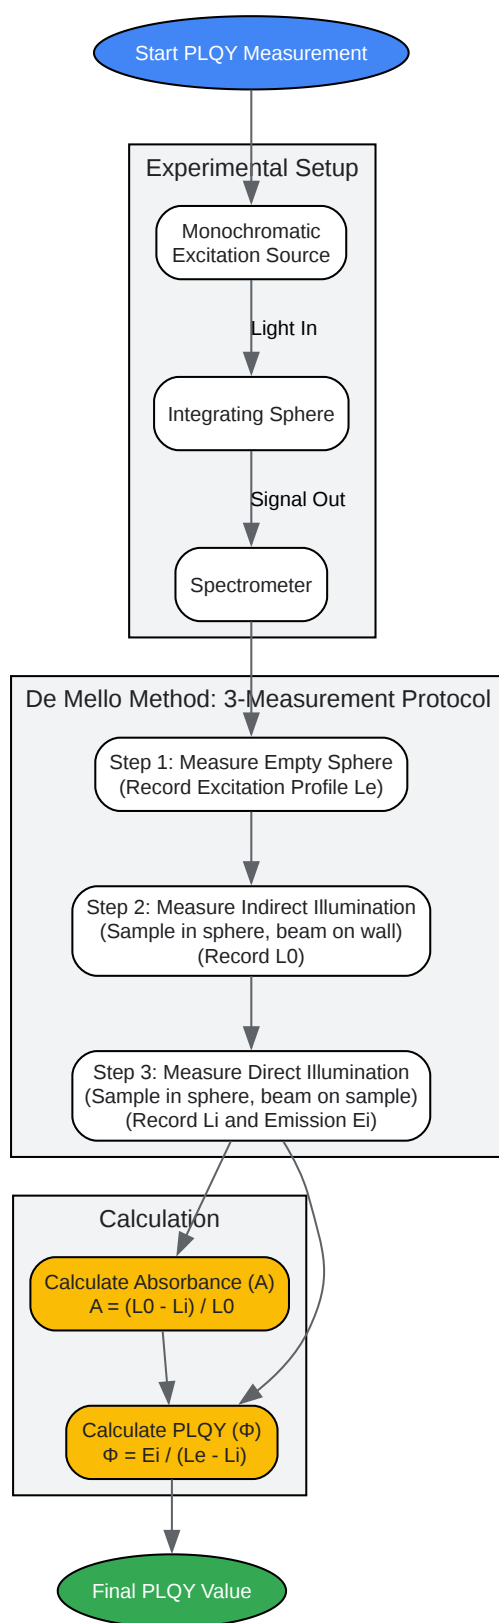 Start PLQY Measurement
Experimental Setup
Monochromatic
Excitation Source
Light In
Integrating Sphere
Signal Out
Spectrometer
De Mello Method: 3-Measurement Protocol
Step 1: Measure Empty Sphere
(Record Excitation Profile Le)
Step 2: Measure Indirect Illumination
(Sample in sphere, beam on wall)
(Record L0)
Step 3: Measure Direct Illumination
(Sample in sphere, beam on sample)
(Record Li and Emission Ei)
Calculation
Calculate Absorbance (A)
A = (L0 - Li) / L0
Calculate PLQY (Φ)
Φ = Ei / (Le - Li)
Final PLQY Value